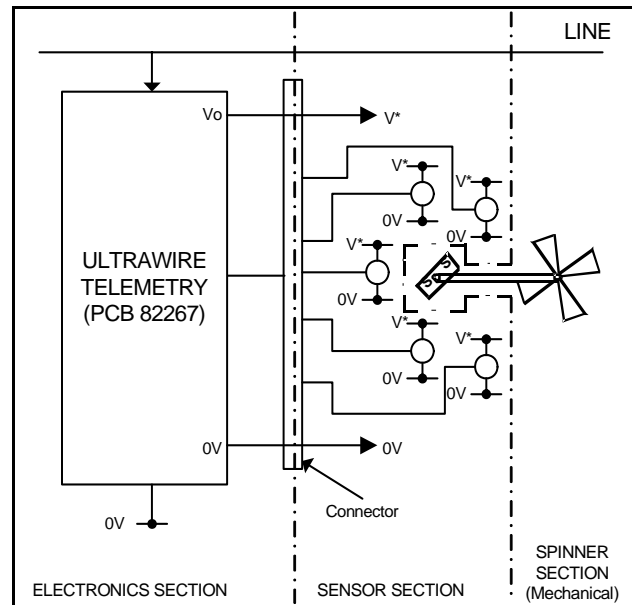 LINE
Vo
V*
V*
V*
0V
0V
V*
ULTRAWIRE
TELEMETRY
(PCB 82267)
S
S
0V
V*
V*
0V
0V
0V
0V
Connector
0V
ELECTRONICS SECTION
SENSOR SECTION
SPINNER
SECTION
(Mechanical)